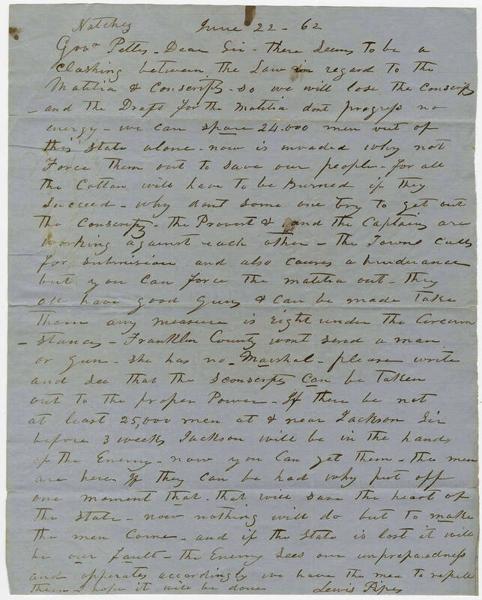 Natchez June 22 - 62
Govr Pettus - Dear Sir - there seems to be a
clashing between the Law in regard to the
Malitia & Conscrpts - so we will lose the Conscrpts
- and the Draft for the Malitia dont progress no
energy - we can spare 24.000 men out of
this State alone - now is invaded why not
Force them out to save our people - for all
the Cotton will have to be Burned if they
Succeed - why dont some one try to get out
the Conscrpts - the Provost & and the Captains are
working against each other - the Towns calls
for submission and also causes a hinderance
but you can force the malitia out - they
all have good guns & can be made take
them any measure is right under the Circum
- stances - Franklin County wont send a man
or gun - she has no - Marshal - please write
and see that the Sconscrpts can be taken
out to the proper Power - If there be not
at least 25,000 men at & near Jackson Sir
before 3 weeks Jackson will be in the hands
of the Enemy - now you can get them - the men
are here, If they can be had why put off
one moment that - that will save the heart of
the State - now nothing will do but to make
the men Come - and if the State is lost it will
be our Fault - the Enemy sees our unpreparedness
and opperates accordingly we have the men to repell
them - hope it will be done Lewis Pipes